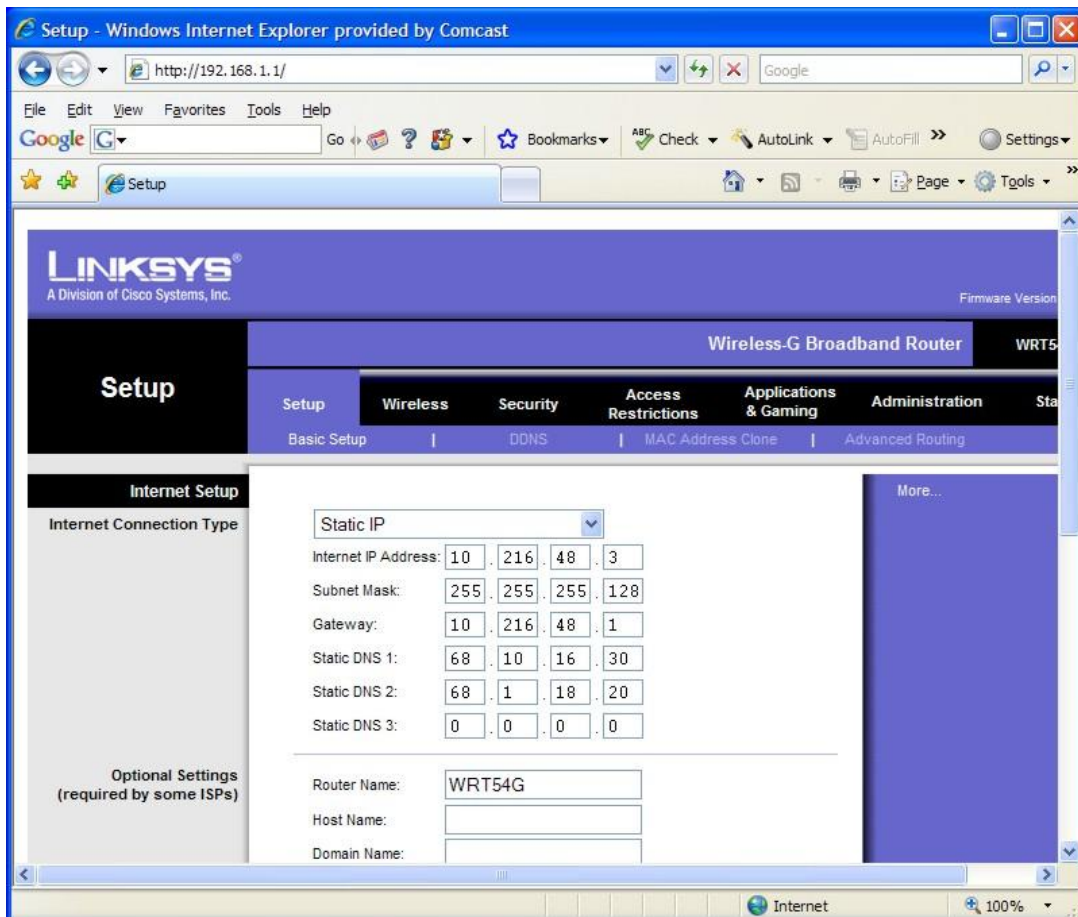 Setup - Windows Internet Explorer provided by Comcast
http://192.168.1.1/
Google
File Edit View Favorites Tools Help
Google G Go ABC Bookmarks Check AutoLink AutoFill >> Settings
Setup Page Tools >>
LINKSYS®
A Division of Cisco Systems, Inc.
Firmware Version
Wireless-G Broadband Router WRT5
Setup
Setup Wireless Security Access Restrictions Applications & Gaming Administration Sta
Basic Setup | DDNS | MAC Address Clone | Advanced Routing
Internet Setup
More...
Internet Connection Type
Static IP
Internet IP Address: 10 . 216 . 48 . 3
Subnet Mask: 255 . 255 . 255 . 128
Gateway: 10 . 216 . 48 . 1
Static DNS 1: 68 . 10 . 16 . 30
Static DNS 2: 68 . 1 . 18 . 20
Static DNS 3: 0 . 0 . 0 . 0
Optional Settings
(required by some ISPs)
Router Name: WRT54G
Host Name:
Domain Name:
Internet 100%